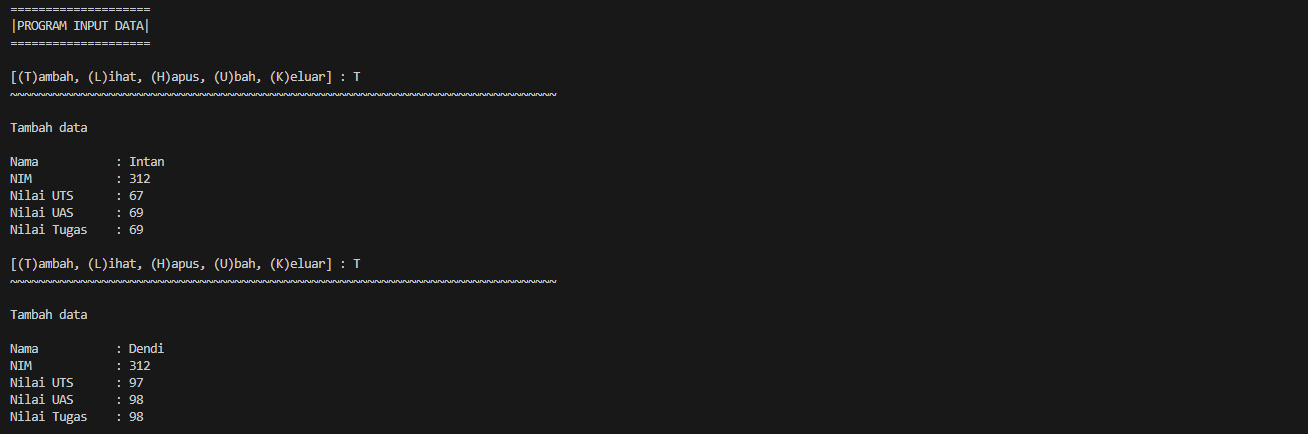 ====================
|PROGRAM INPUT DATA|
====================
[(T)ambah, (L)ihat, (H)apus, (U)bah, (K)eluar] : T
~~~~~~~~~~~~~~~~~~~~~~~~~~~~~~~~~~~~~~~~~~~~~~~~~~~~~~~~~~~~~~~~~~~~~~~~~~~~~~
Tambah data
Nama           : Intan
NIM            : 312
Nilai UTS      : 67
Nilai UAS      : 69
Nilai Tugas    : 69
[(T)ambah, (L)ihat, (H)apus, (U)bah, (K)eluar] : T
~~~~~~~~~~~~~~~~~~~~~~~~~~~~~~~~~~~~~~~~~~~~~~~~~~~~~~~~~~~~~~~~~~~~~~~~~~~~~~
Tambah data
Nama           : Dendi
NIM            : 312
Nilai UTS      : 97
Nilai UAS      : 98
Nilai Tugas    : 98